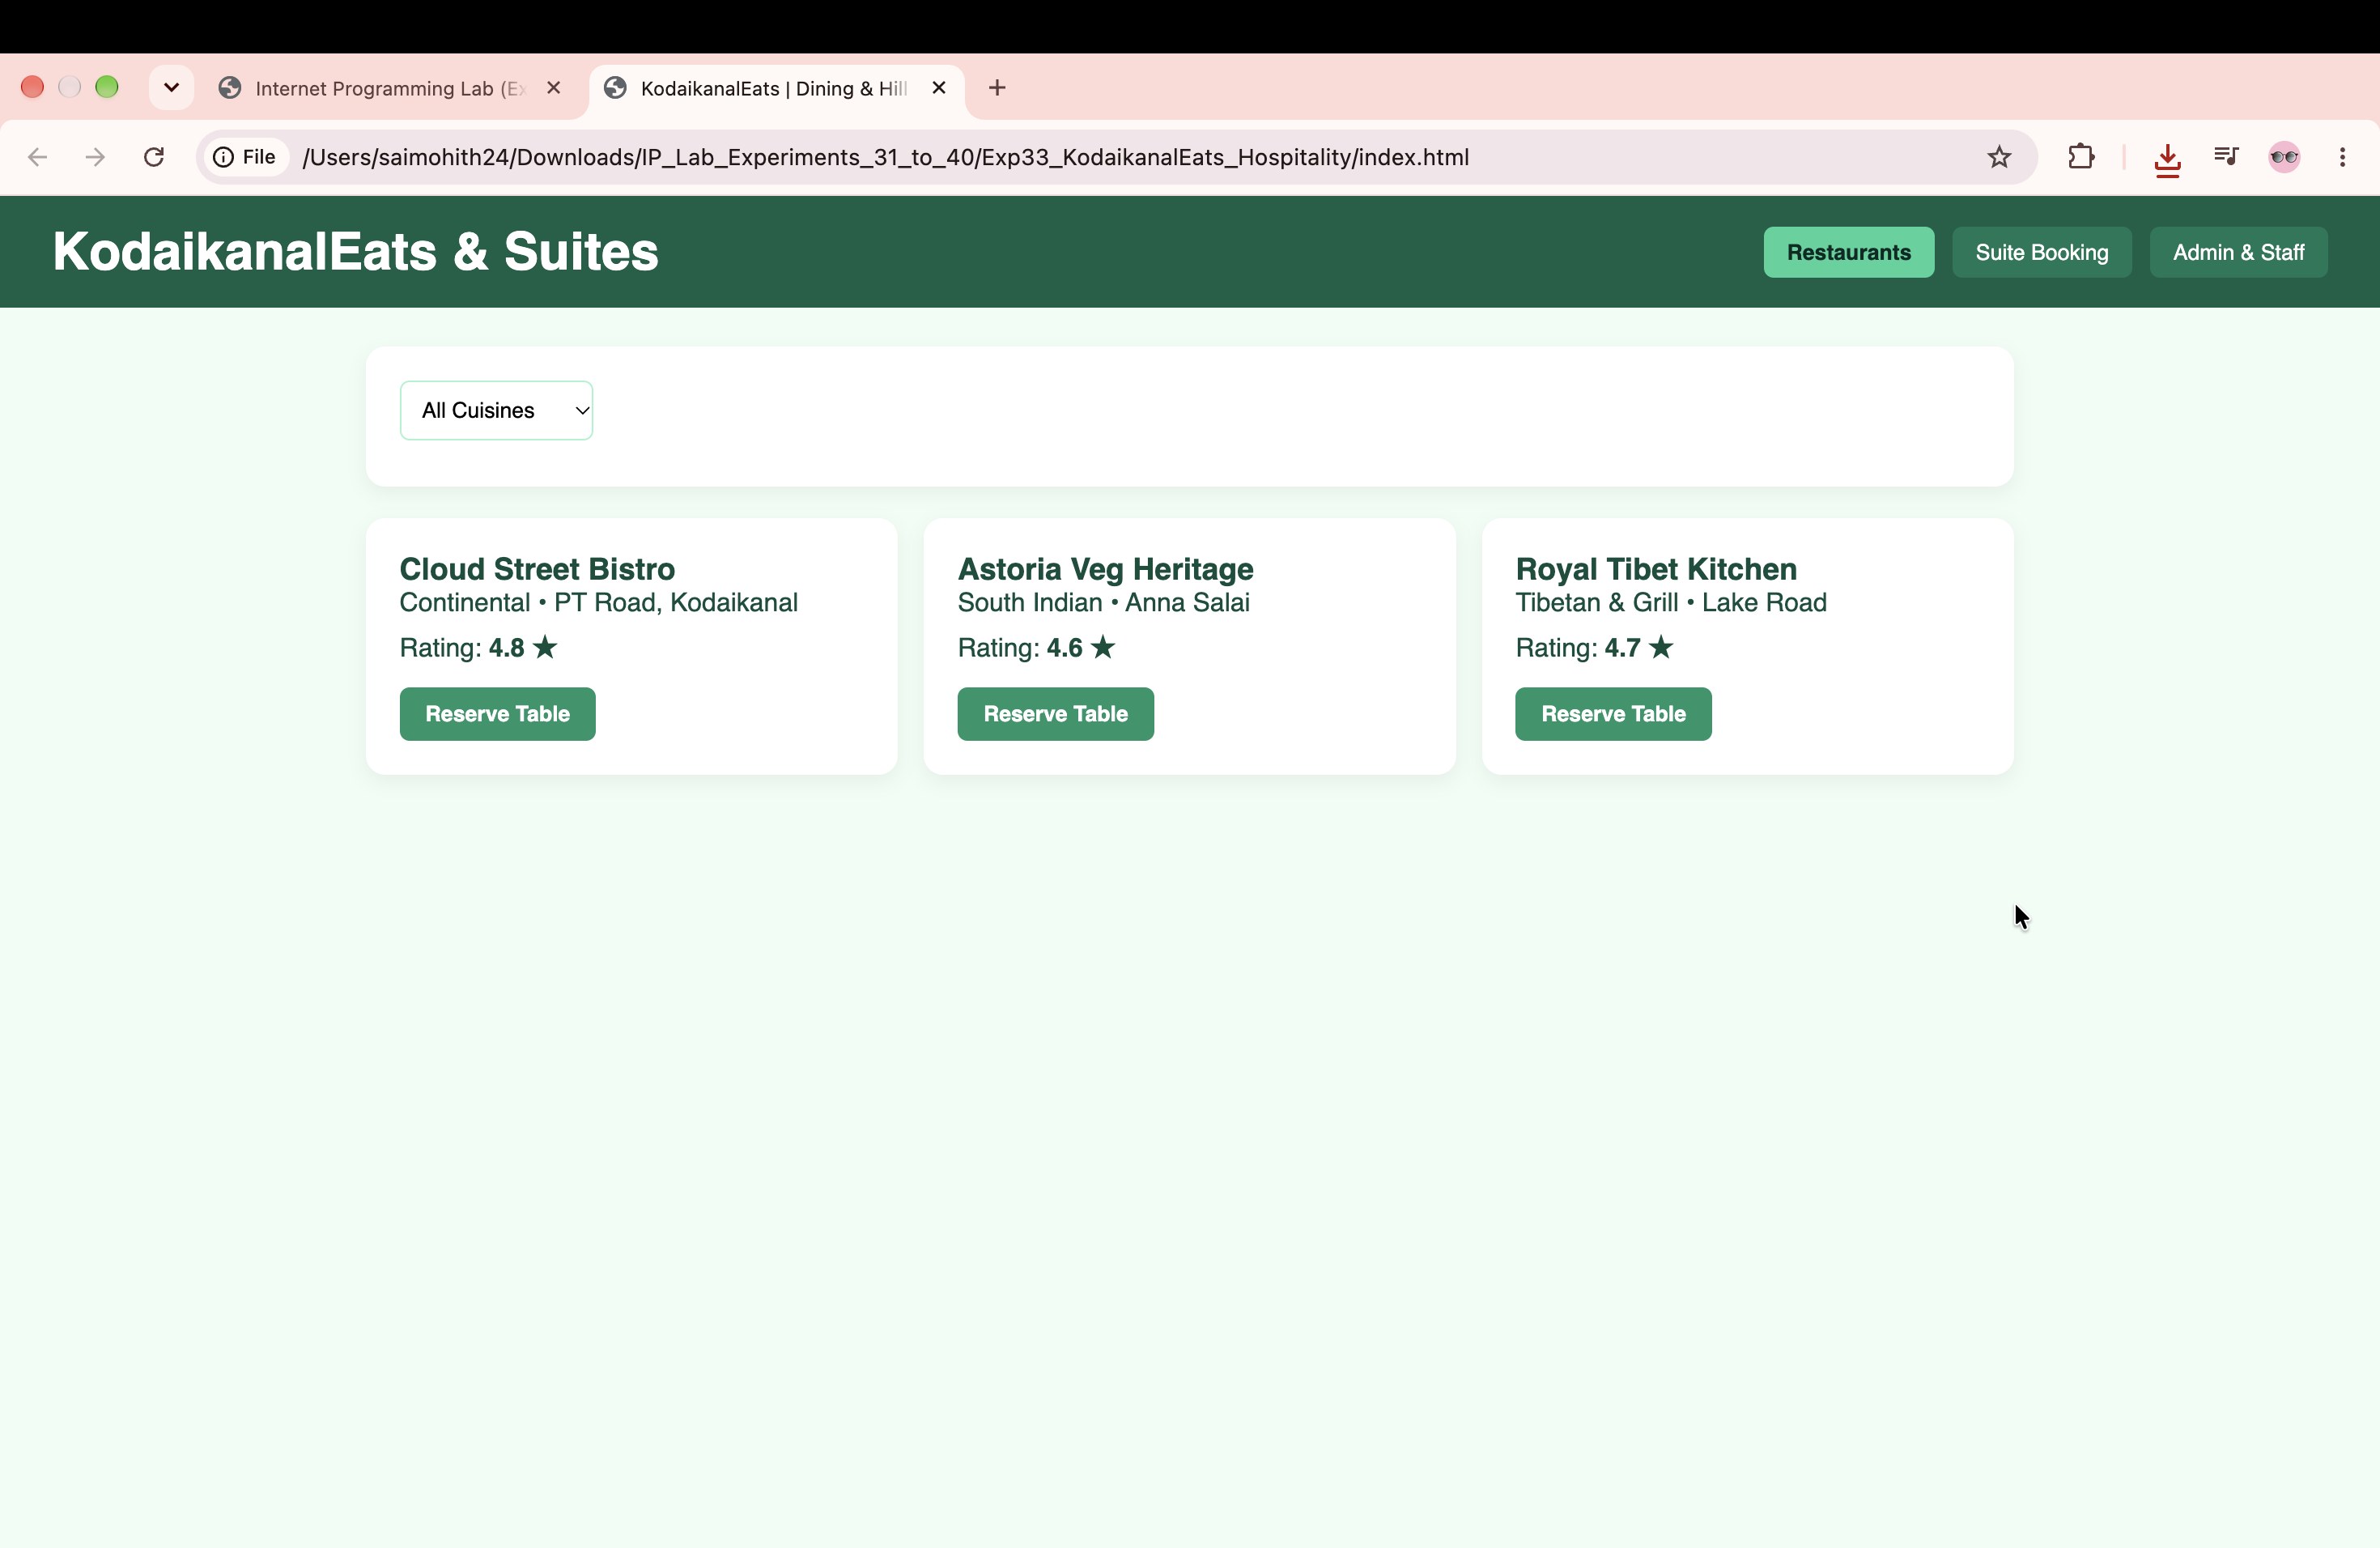 Internet Programming Lab (Ex
KodaikanalEats | Dining & Hill
File
/Users/saimohith24/Downloads/IP_Lab_Experiments_31_to_40/Exp33_KodaikanalEats_Hospitality/index.html
KodaikanalEats & Suites
Restaurants
Suite Booking
Admin & Staff
All Cuisines
Cloud Street Bistro
Continental • PT Road, Kodaikanal
Rating: 4.8 ★
Reserve Table
Astoria Veg Heritage
South Indian • Anna Salai
Rating: 4.6 ★
Reserve Table
Royal Tibet Kitchen
Tibetan & Grill • Lake Road
Rating: 4.7 ★
Reserve Table